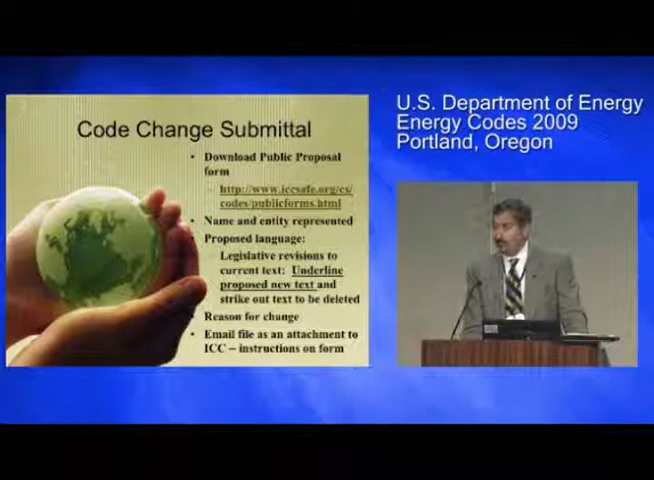 Code Change Submittal
• Download Public Proposal
form
– http://www.iccsafe.org/cs/
codes/publicforms.html
• Name and entity represented
• Proposed language:
– Legislative revisions to
current text: Underline
proposed new text and
strike out text to be deleted
• Reason for change
• Email file as an attachment to
ICC – instructions on form
U.S. Department of Energy
Energy Codes 2009
Portland, Oregon